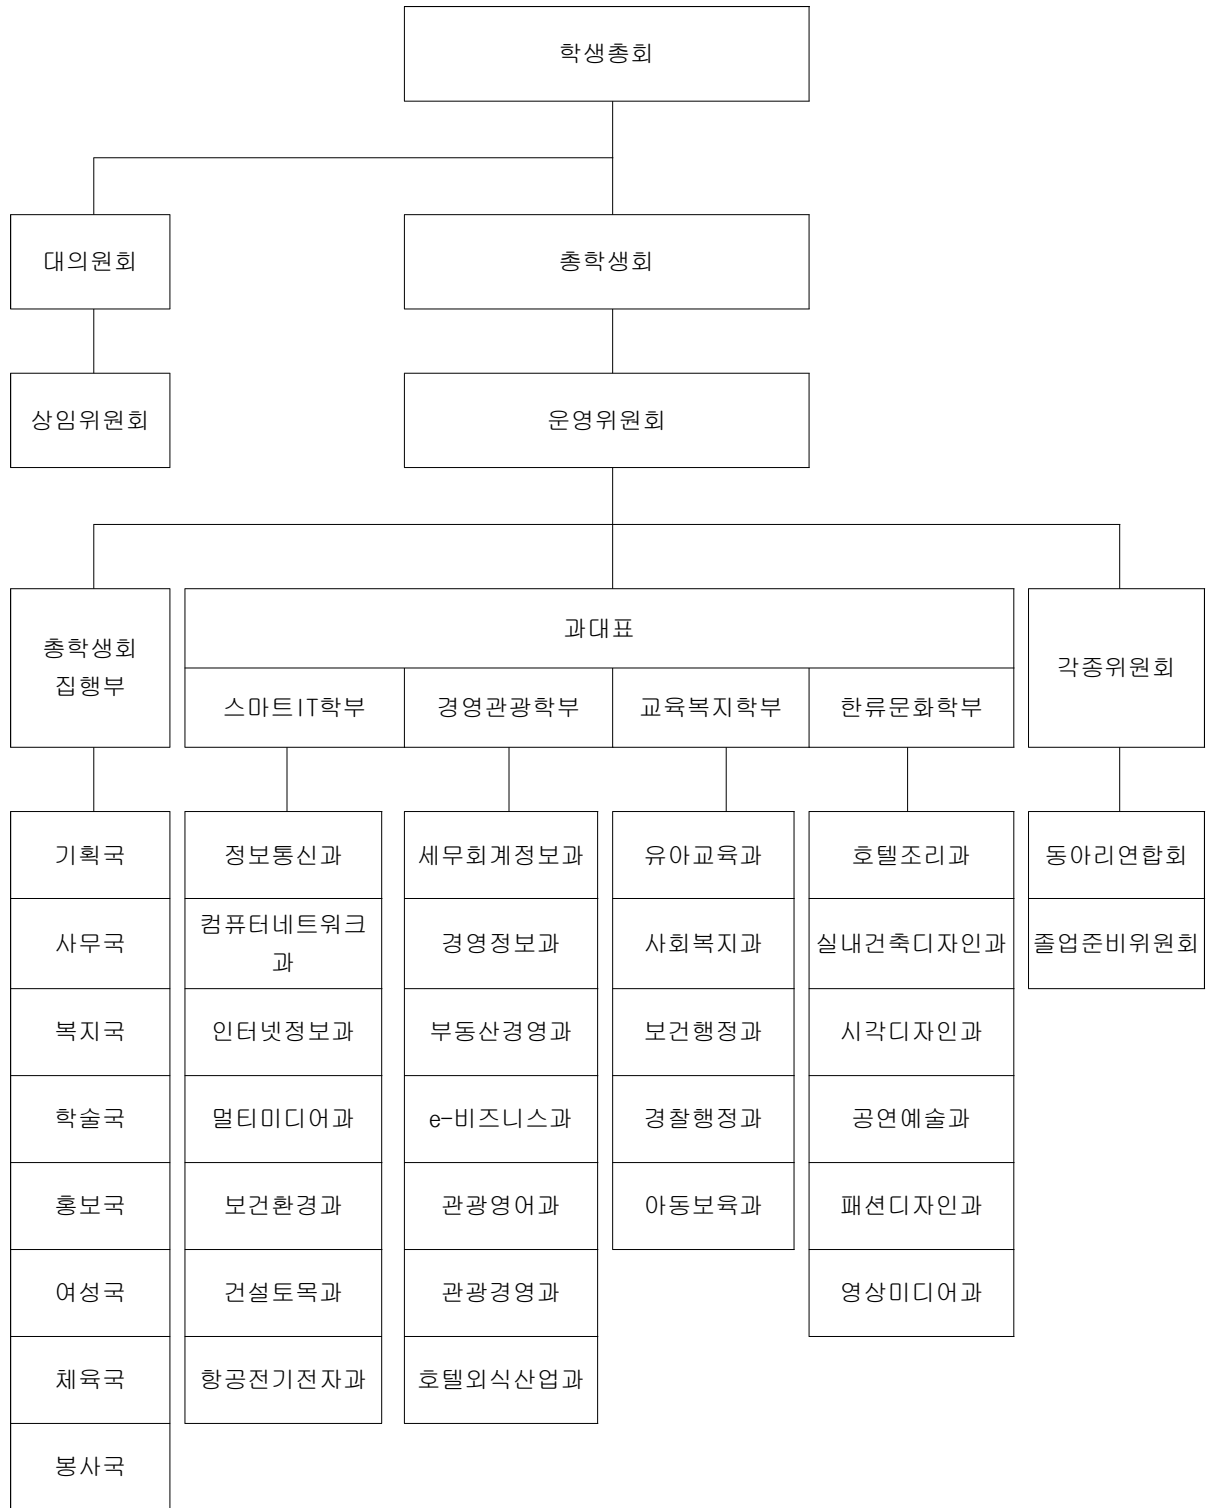 학생총회
대의원회
총학생회
상임위원회
운영위원회
총학생회
집행부
과대표
각종위원회
스마트IT학부
경영관광학부
교육복지학부
한류문화학부
기획국
정보통신과
세무회계정보과
유아교육과
호텔조리과
동아리연합회
사무국
컴퓨터네트워크
과
경영정보과
사회복지과
실내건축디자인과
졸업준비위원회
복지국
인터넷정보과
부동산경영과
보건행정과
시각디자인과
학술국
멀티미디어과
e-비즈니스과
경찰행정과
공연예술과
홍보국
보건환경과
관광영어과
아동보육과
패션디자인과
여성국
건설토목과
관광경영과
영상미디어과
체육국
항공전기전자과
호텔외식산업과
봉사국